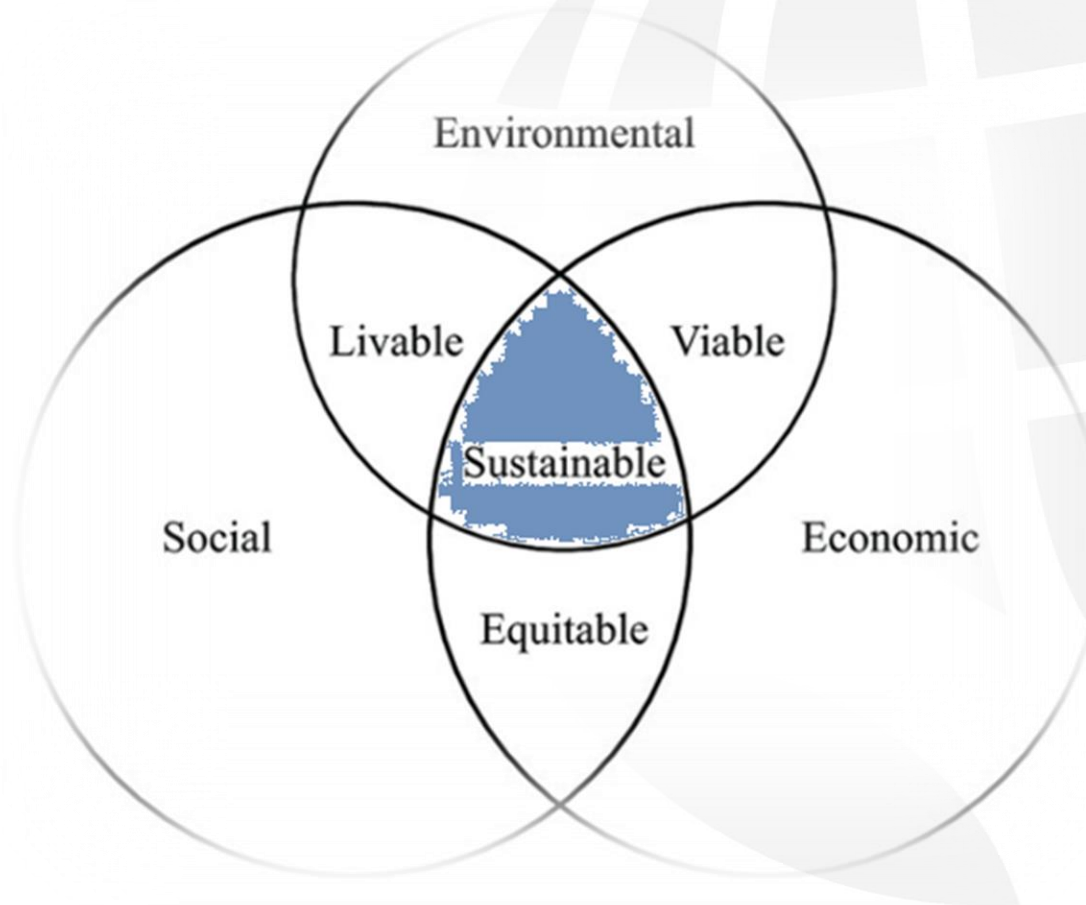 Environmental
Livable
Viable
Sustainable
Social
Economic
Equitable